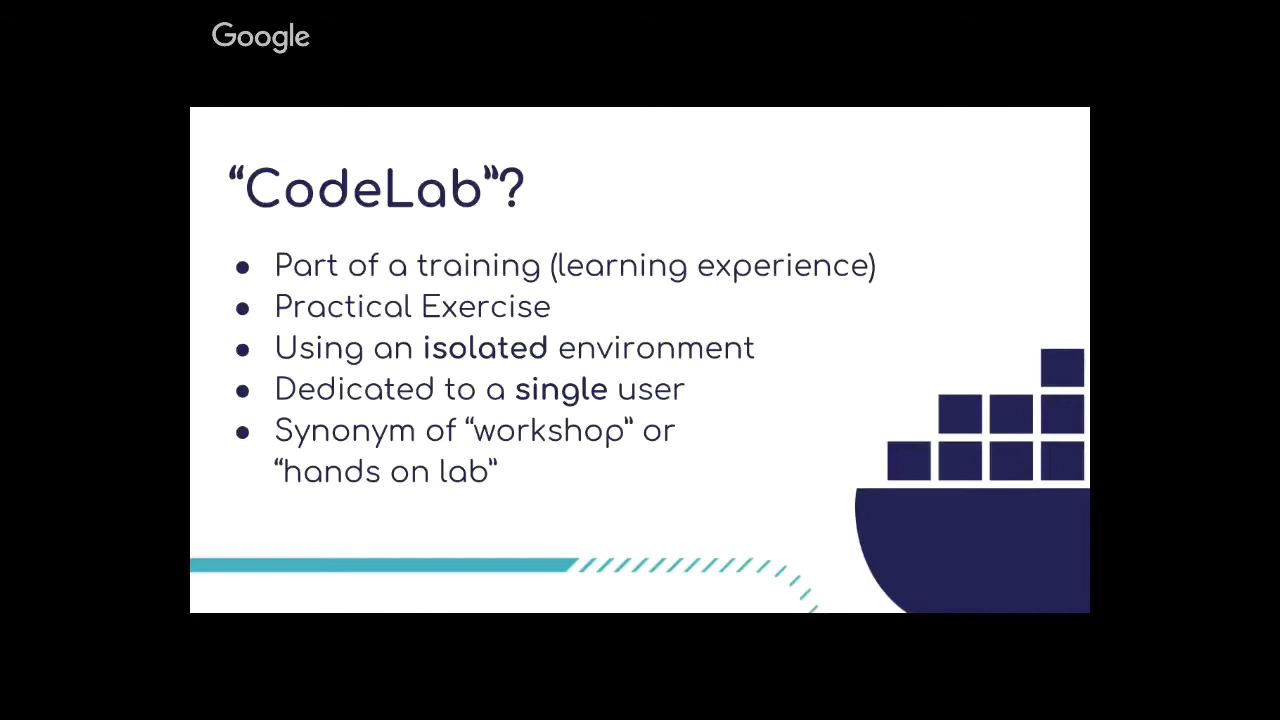 Google
“CodeLab”?
● Part of a training (learning experience)
● Practical Exercise
● Using an isolated environment
● Dedicated to a single user
● Synonym of “workshop” or
“hands on lab”